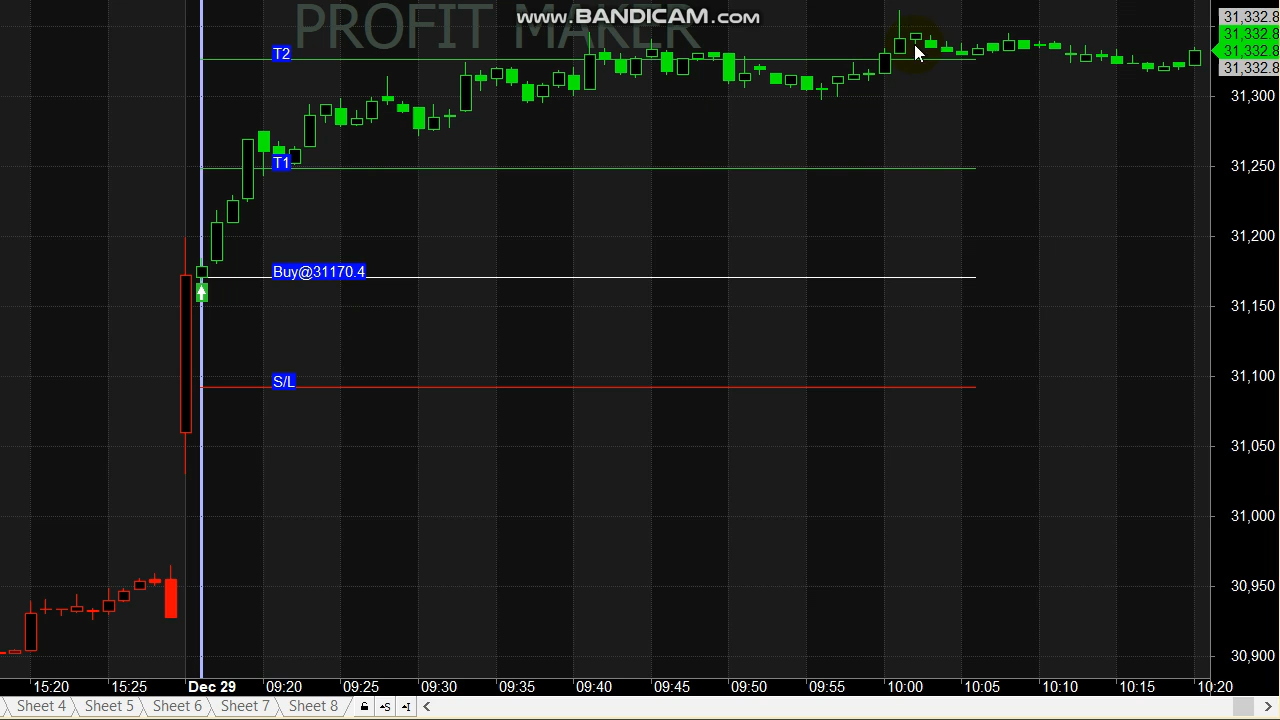 PROFIT MAKER
www.BANDICAM.com
31,332.8
31,332.8
31,332.8
31,332.8
T2
31,300
T1
31,250
31,200
Buy@31170.4
31,150
S/L
31,100
31,050
31,000
30,950
30,900
15:20 15:25 Dec 29 09:20 09:25 09:30 09:35 09:40 09:45 09:50 09:55 10:00 10:05 10:10 10:15 10:20
Sheet 4 Sheet 5 Sheet 6 Sheet 7 Sheet 8